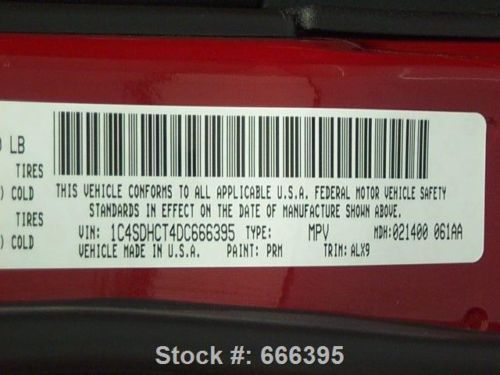 LB
TIRES
COLD
TIRES
COLD
THIS VEHICLE CONFORMS TO ALL APPLICABLE U.S.A. FEDERAL MOTOR VEHICLE SAFETY
STANDARDS IN EFFECT ON THE DATE OF MANUFACTURE SHOWN ABOVE.
VIN: 1C4SDHCT4DC666395 TYPE: MPV MDH:021400 061AA
VEHICLE MADE IN U.S.A. PAINT: PRM TRIM: ALX9
Stock #: 666395